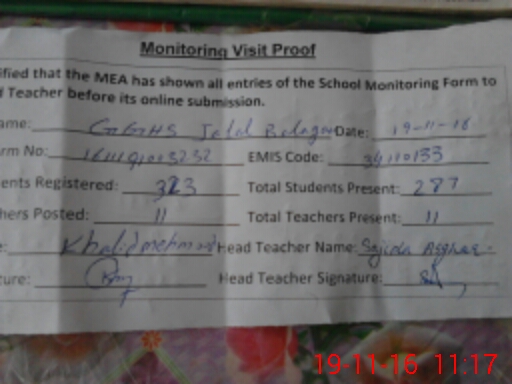 Monitoring Visit Proof
ified that the MEA has shown all entries of the School Monitoring Form to
d Teacher before its online submission.
ame: GGHS Jalal Balagan Date: 19-11-16
rm No: EMIS Code: 34110133
ents Registered: 323 Total Students Present: 287
hers Posted: 11 Total Teachers Present: 11
e: Khalid mehmood Head Teacher Name: Sajida Asghar
ture: Head Teacher Signature:
19-11-16 11:17